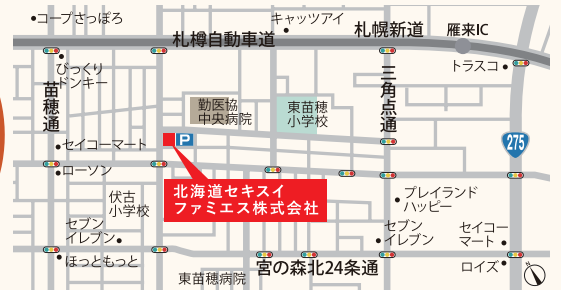 コープさっぽろ
キャッツアイ
札樽自動車道
札幌新道
雁来IC
トラスコ
びっくり
ドンキー
苗穂通
勤医協
中央病院
東苗穂
小学校
三角点通
275
セイコーマート
P
ローソン
北海道セキスイ
ファミエス株式会社
伏古
小学校
プレイランド
ハッピー
セブン
イレブン
セブン
イレブン
セイコー
マート
ほっともっと
宮の森北24条通
ロイズ
東苗穂病院